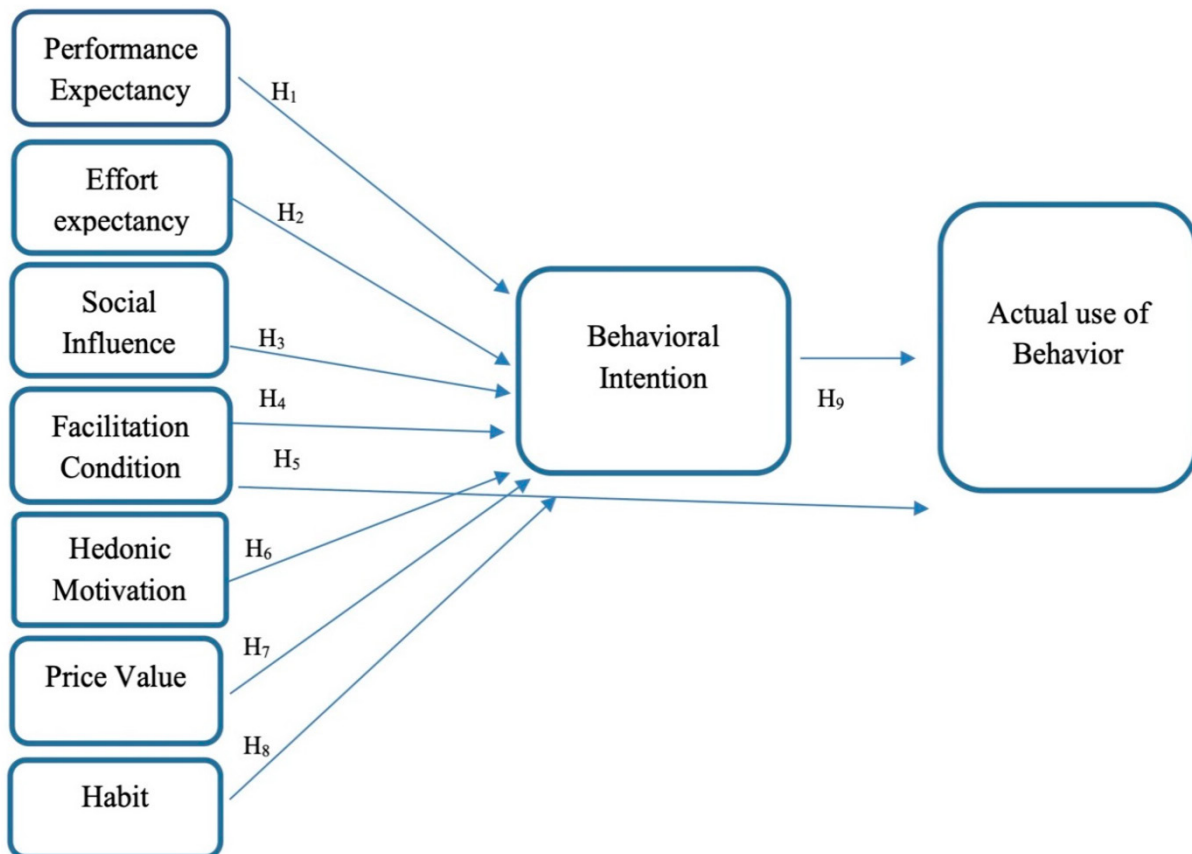 Performance
Expectancy
H₁
Effort
expectancy
H₂
Social
Influence
H₃
Facilitation
Condition
H₄
H₅
Hedonic
Motivation
H₆
Price Value
H₇
Habit
H₈
Behavioral
Intention
H₉
Actual use of
Behavior